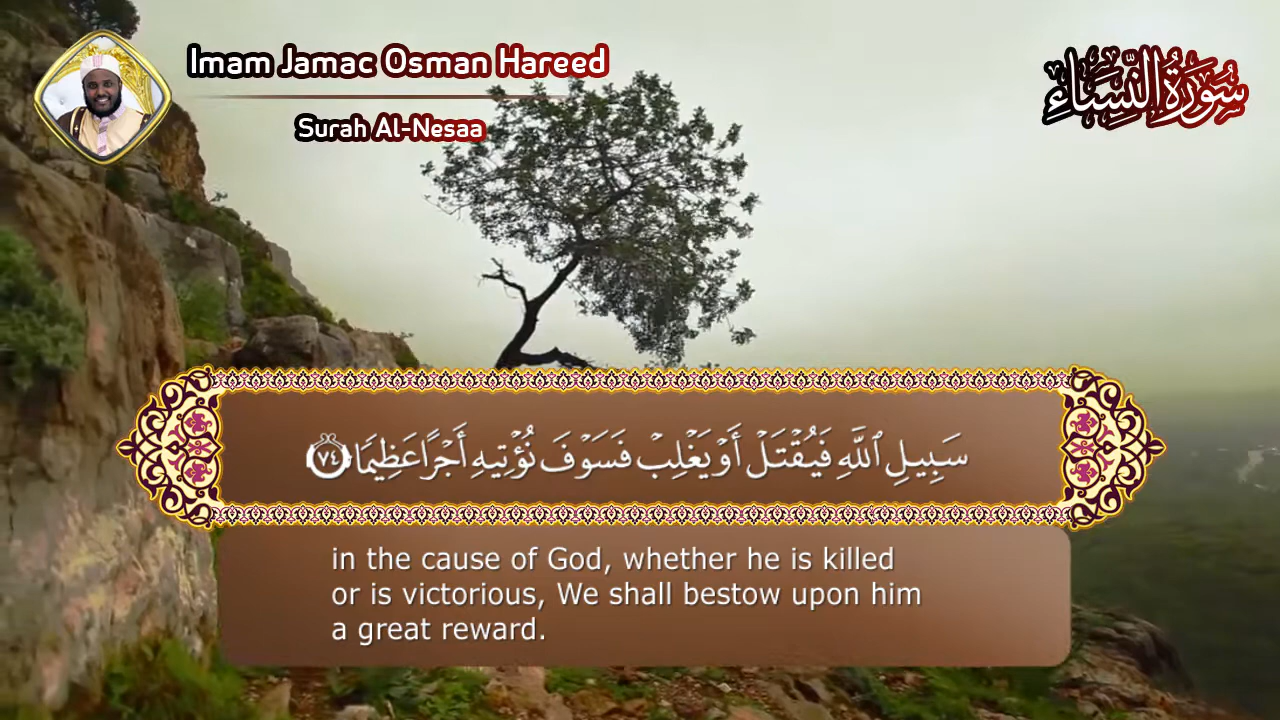 Imam Jamac Osman Hareed
Surah Al-Nesaa
سُورَةُ النِّسَاءِ
سَبِيلِ ٱللَّهِ فَيُقۡتَلۡ أَوۡ يَغۡلِبۡ فَسَوۡفَ نُؤۡتِيهِ أَجۡرًا عَظِيمٗا ٧٤
in the cause of God, whether he is killed
or is victorious, We shall bestow upon him
a great reward.